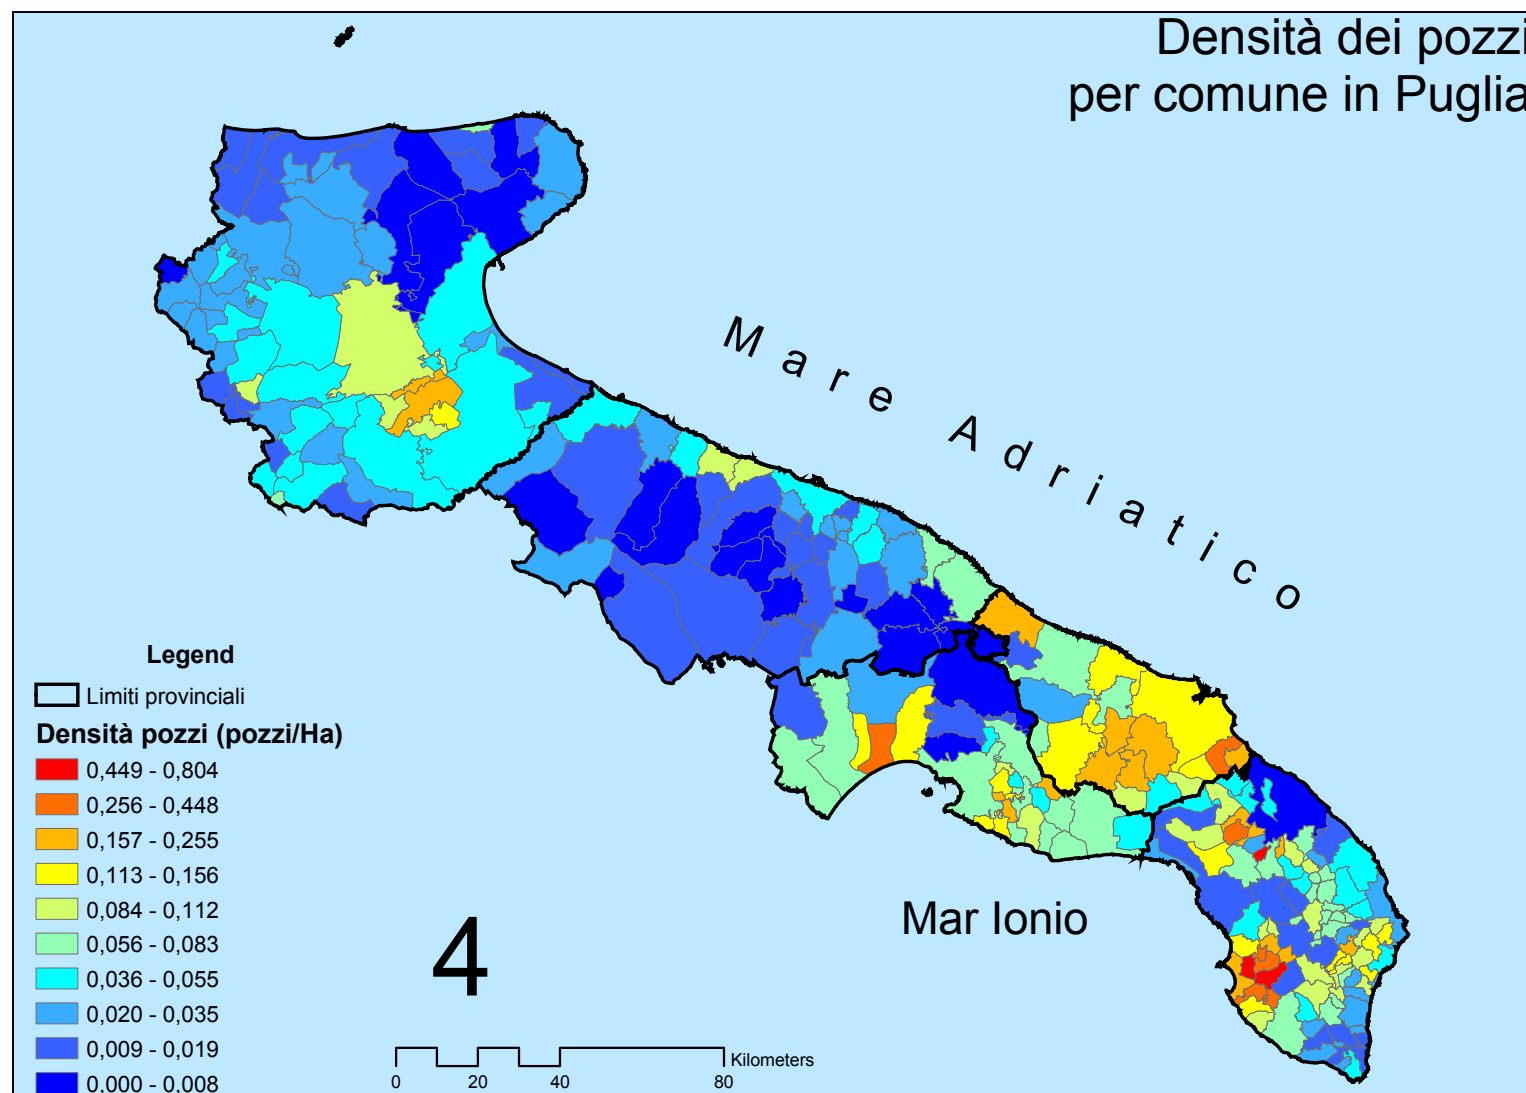 Densità dei pozzi
per comune in Puglia
Mare Adriatico
Mar Ionio
4
Legend
Limiti provinciali
Densità pozzi (pozzi/Ha)
0,449 - 0,804
0,256 - 0,448
0,157 - 0,255
0,113 - 0,156
0,084 - 0,112
0,056 - 0,083
0,036 - 0,055
0,020 - 0,035
0,009 - 0,019
0,000 - 0,008
Kilometers
0 20 40 80